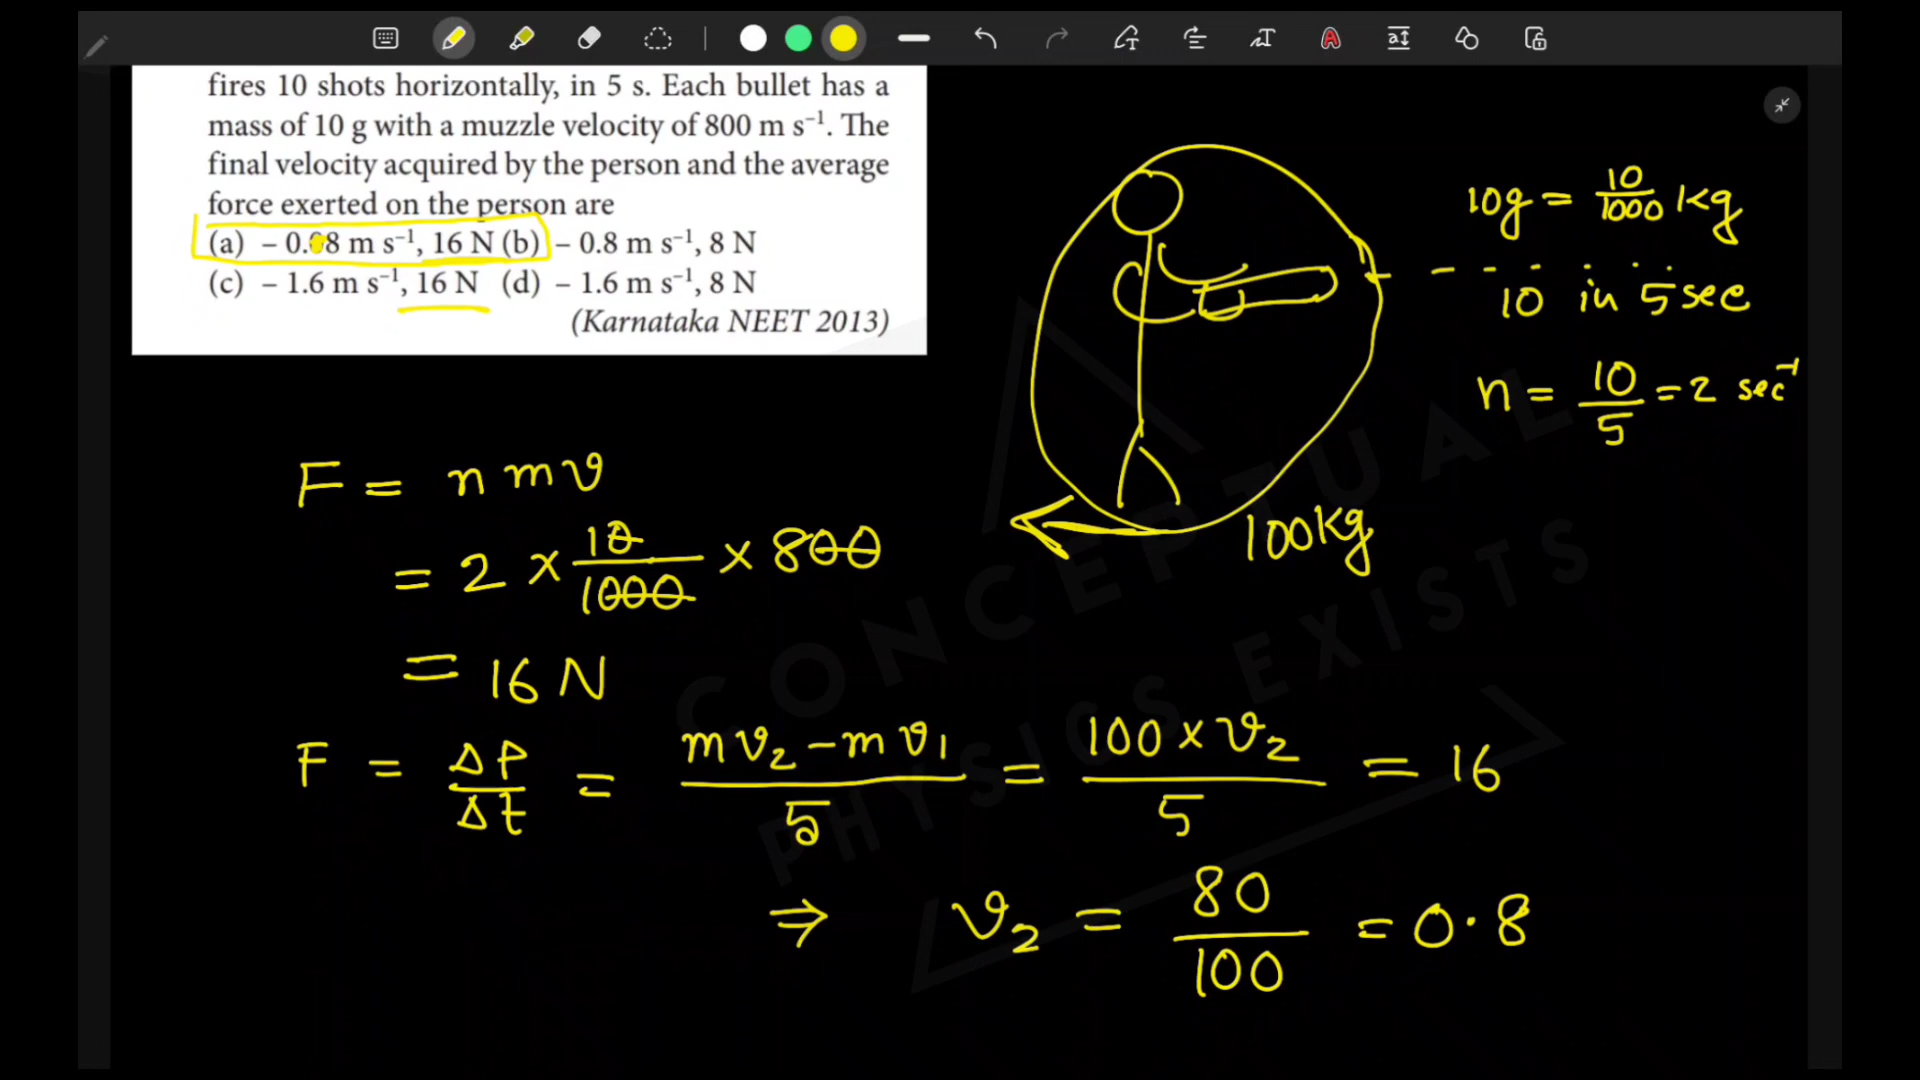 fires 10 shots horizontally, in 5 s. Each bullet has a
mass of 10 g with a muzzle velocity of 800 m s⁻¹. The
final velocity acquired by the person and the average
force exerted on the person are
(a) – 0.08 m s⁻¹, 16 N (b) – 0.8 m s⁻¹, 8 N
(c) – 1.6 m s⁻¹, 16 N (d) – 1.6 m s⁻¹, 8 N
(Karnataka NEET 2013)
10g = 10/1000 kg
10 in 5 sec
n = 10/5 = 2 sec⁻¹
100kg
F = n m v
= 2 × 10/1000 × 800
= 16 N
F = ΔP/Δt = (mv₂ – mv₁)/5 = (100 × v₂)/5 = 16
⇒ v₂ = 80/100 = 0.8
CONCEPTUAL
PHYSICS EXISTS